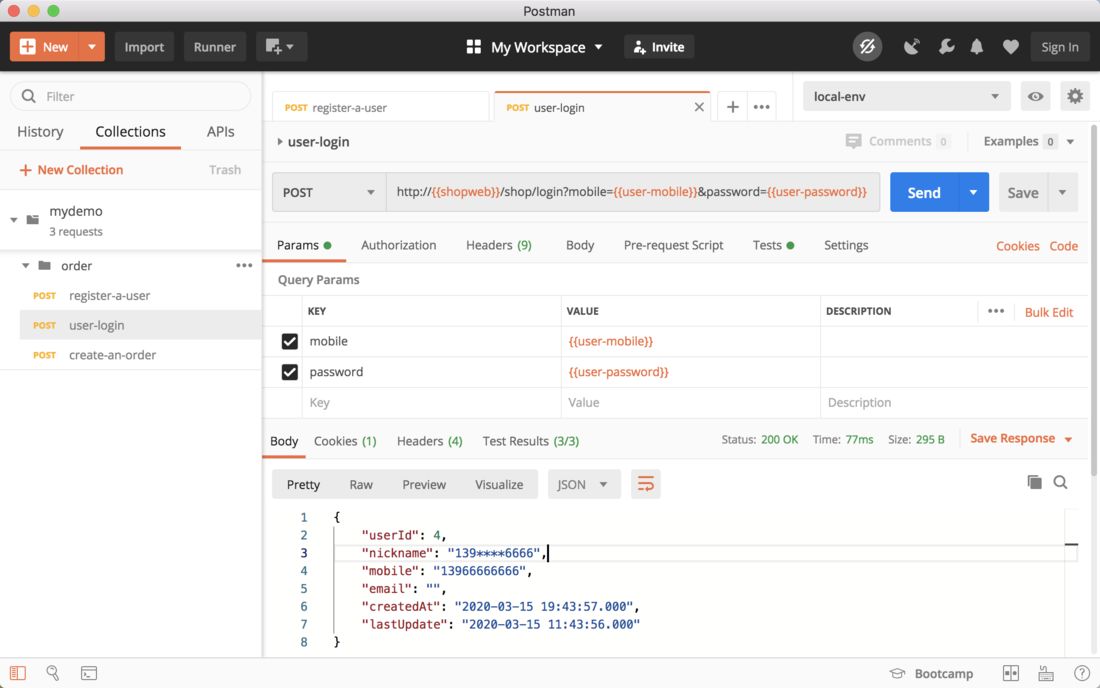 Postman
New
Import
Runner
My Workspace
Invite
Sign In
Filter
History Collections APIs
New Collection Trash
mydemo
3 requests
order
POST register-a-user
POST user-login
POST create-an-order
POST register-a-user
POST user-login
local-env
user-login
Comments 0
Examples 0
POST
http://{{shopweb}}/shop/login?mobile={{user-mobile}}&password={{user-password}}
Send
Save
Params Authorization Headers (9) Body Pre-request Script Tests Settings Cookies Code
Query Params
KEY VALUE DESCRIPTION Bulk Edit
mobile {{user-mobile}}
password {{user-password}}
Key Value Description
Body Cookies (1) Headers (4) Test Results (3/3) Status: 200 OK Time: 77ms Size: 295 B Save Response
Pretty Raw Preview Visualize JSON
1 {
2 "userId": 4,
3 "nickname": "139****6666",
4 "mobile": "13966666666",
5 "email": "",
6 "createdAt": "2020-03-15 19:43:57.000",
7 "lastUpdate": "2020-03-15 11:43:56.000"
8 }
Bootcamp